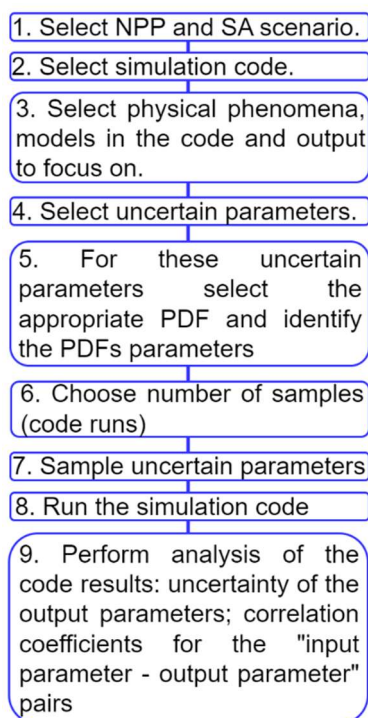 1. Select NPP and SA scenario.
2. Select simulation code.
3. Select physical phenomena,
models in the code and output
to focus on.
4. Select uncertain parameters.
5. For these uncertain
parameters select the
appropriate PDF and identify
the PDFs parameters
6. Choose number of samples
(code runs)
7. Sample uncertain parameters
8. Run the simulation code
9. Perform analysis of the
code results: uncertainty of the
output parameters; correlation
coefficients for the "input
parameter - output parameter"
pairs